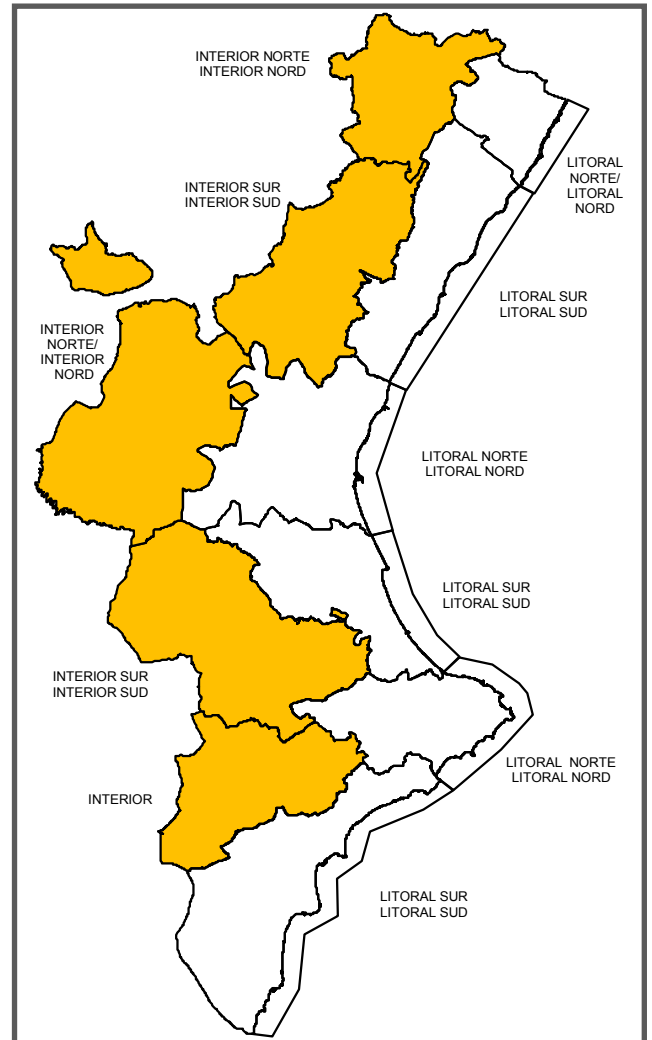 INTERIOR NORTE
INTERIOR NORD
LITORAL
NORTE/
LITORAL
NORD
INTERIOR SUR
INTERIOR SUD
LITORAL SUR
LITORAL SUD
INTERIOR
NORTE/
INTERIOR
NORD
LITORAL NORTE
LITORAL NORD
LITORAL SUR
LITORAL SUD
INTERIOR SUR
INTERIOR SUD
LITORAL NORTE
LITORAL NORD
INTERIOR
LITORAL SUR
LITORAL SUD